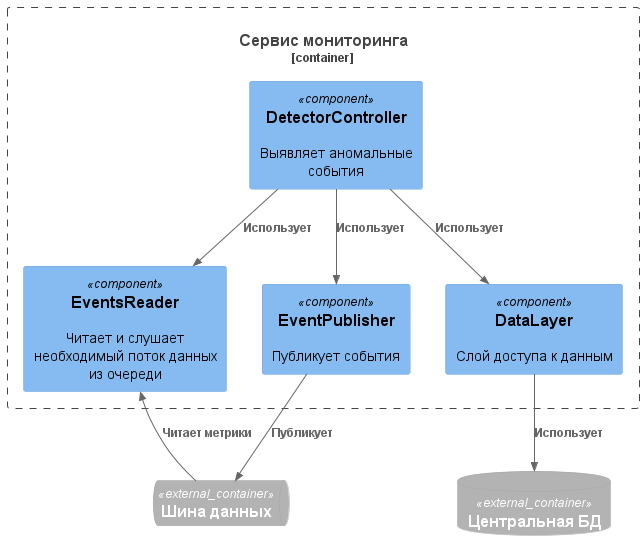 Сервис мониторинга
[container]
«component»
DetectorController
Выявляет аномальные
события
Использует
Использует
Использует
«component»
EventsReader
Читает и слушает
необходимый поток данных
из очереди
«component»
EventPublisher
Публикует события
«component»
DataLayer
Слой доступа к данным
Читает метрики
Публикует
Использует
«external_container»
Шина данных
«external_container»
Центральная БД